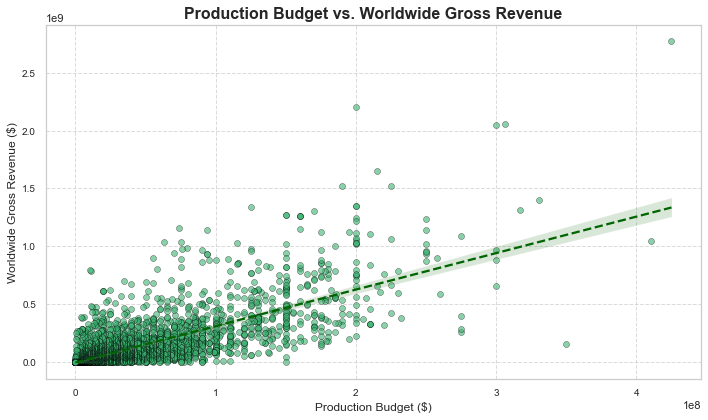 Production Budget vs. Worldwide Gross Revenue
1e9
2.5
2.0
1.5
1.0
0.5
0.0
Worldwide Gross Revenue ($)
0
1
2
3
4
1e8
Production Budget ($)